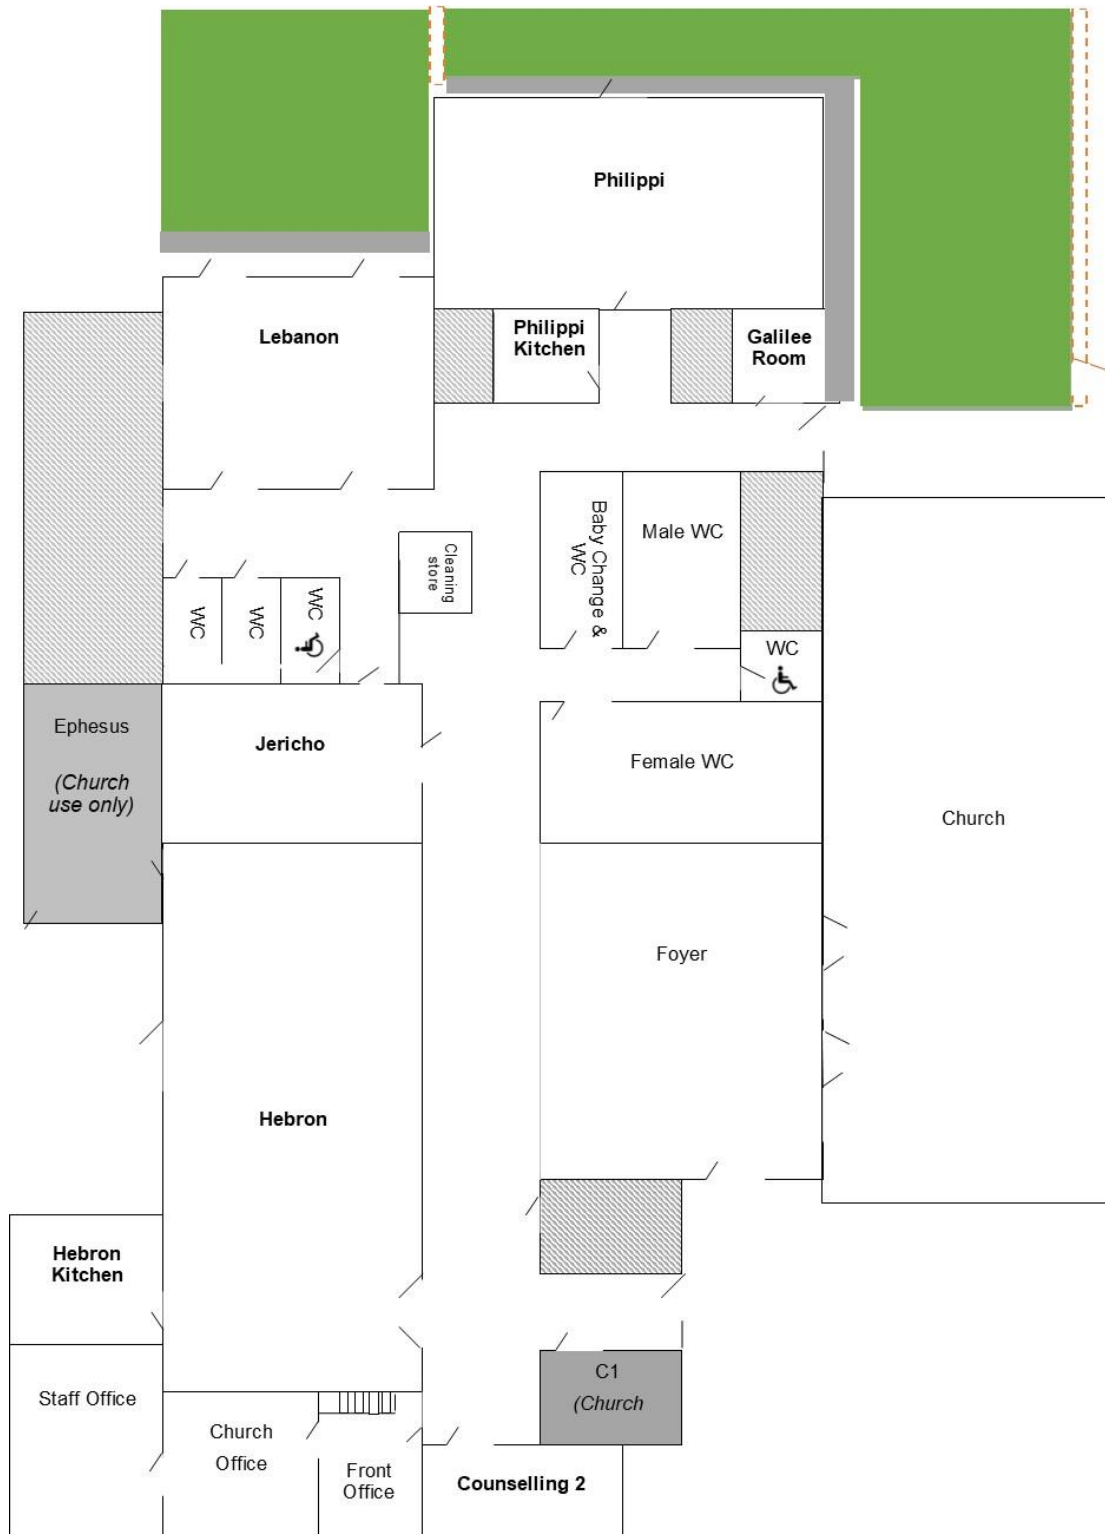 Philippi
Lebanon
Philippi
Kitchen
Galilee
Room
Baby Change &
WC
Male WC
Cleaning
store
WC
WC
WC
WC
Ephesus
(Church
use only)
Jericho
Female WC
Church
Foyer
Hebron
Hebron
Kitchen
Staff Office
C1
(Church
Church
Office
Front
Office
Counselling 2